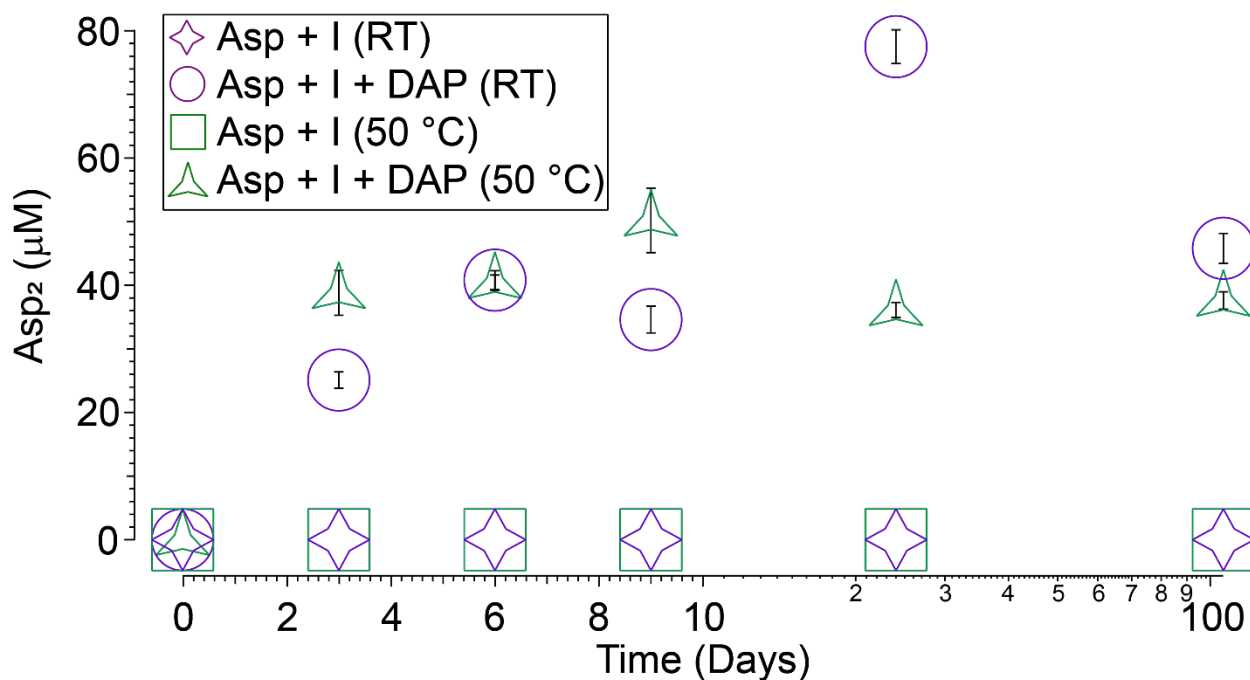 Asp + I (RT)
Asp + I + DAP (RT)
Asp + I (50 °C)
Asp + I + DAP (50 °C)
Asp₂ (μM)
80
60
40
20
0
0 2 4 6 8 10 2 3 4 5 6 7 8 9 100
Time (Days)